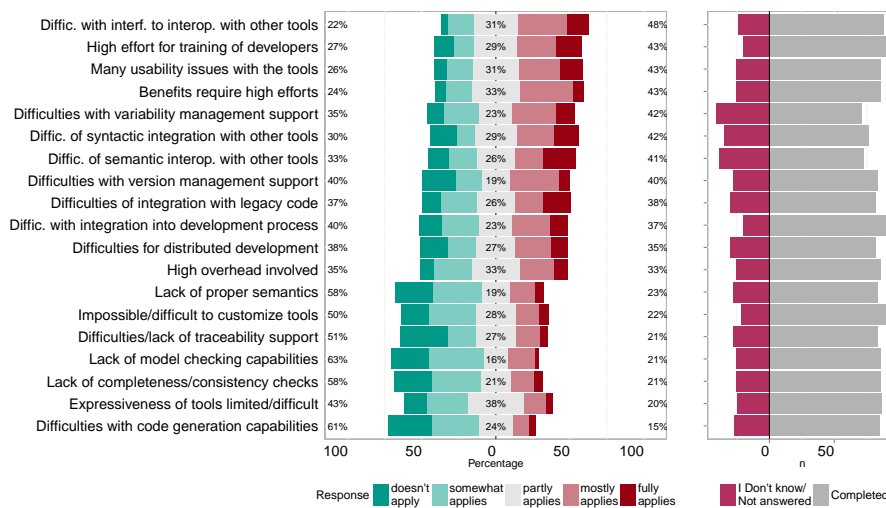 Diffic. with interf. to interop. with other tools 22% 31% 48%
High effort for training of developers 27% 29% 43%
Many usability issues with the tools 26% 31% 43%
Benefits require high efforts 24% 33% 43%
Difficulties with variability management support 35% 23% 42%
Diffic. of syntactic integration with other tools 30% 29% 42%
Diffic. of semantic interop. with other tools 33% 26% 41%
Difficulties with version management support 40% 19% 40%
Difficulties of integration with legacy code 37% 26% 38%
Diffic. with integration into development process 40% 23% 37%
Difficulties for distributed development 38% 27% 35%
High overhead involved 35% 33% 33%
Lack of proper semantics 58% 19% 23%
Impossible/difficult to customize tools 50% 28% 22%
Difficulties/lack of traceability support 51% 27% 21%
Lack of model checking capabilities 63% 16% 21%
Lack of completeness/consistency checks 58% 21% 21%
Expressiveness of tools limited/difficult 43% 38% 20%
Difficulties with code generation capabilities 61% 24% 15%
100 50 0 50 100 0 50
Percentage n
Response doesn't apply somewhat applies partly applies mostly applies fully applies I Don't know/ Not answered Completed